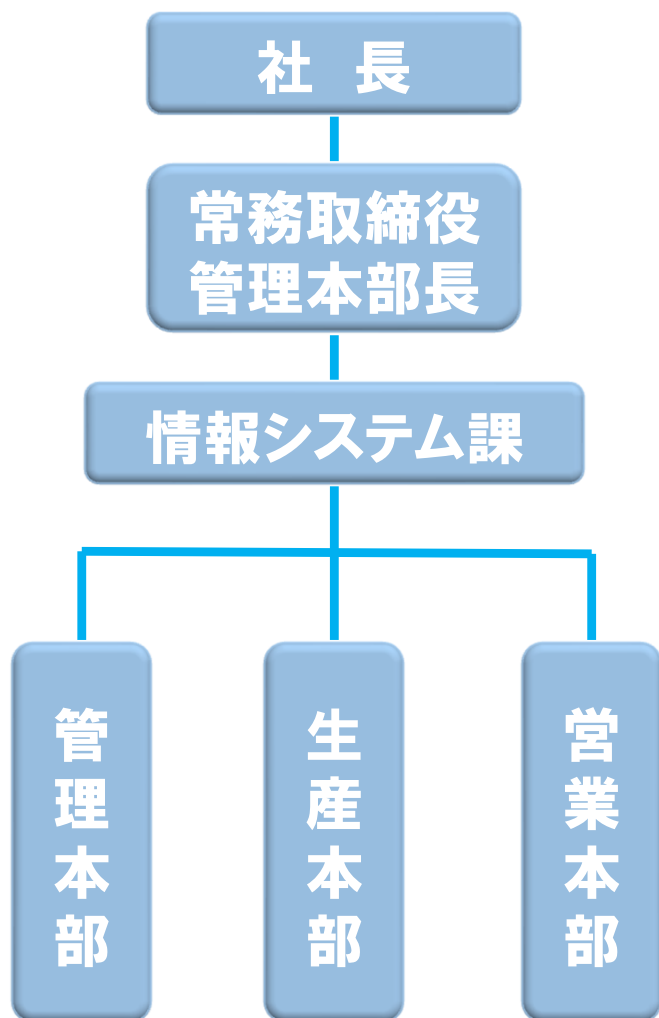 社　長
常務取締役
管理本部長
情報システム課
管理本部
生産本部
営業本部